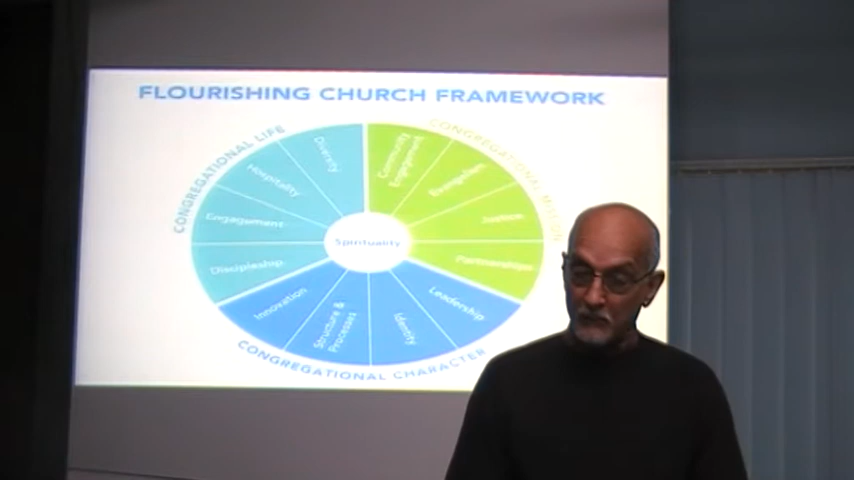 FLOURISHING CHURCH FRAMEWORK
CONGREGATIONAL LIFE
CONGREGATIONAL MISSION
Diversity
Hospitality
Engagement
Discipleship
Community
Engagement
Evangelism
Justice
Partnerships
Spirituality
Innovation
Structure &
Processes
Identity
Leadership
CONGREGATIONAL CHARACTER